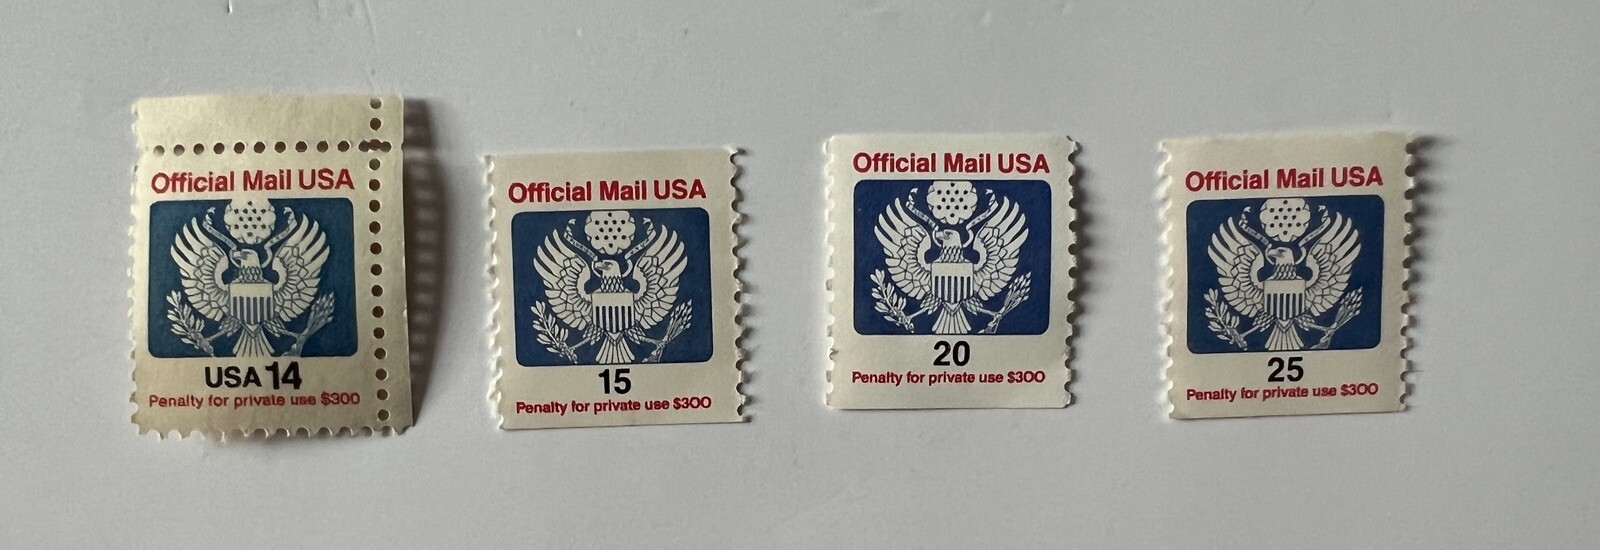 Official Mail USA
USA 14
Penalty for private use $300
Official Mail USA
15
Penalty for private use $300
Official Mail USA
20
Penalty for private use $300
Official Mail USA
25
Penalty for private use $300